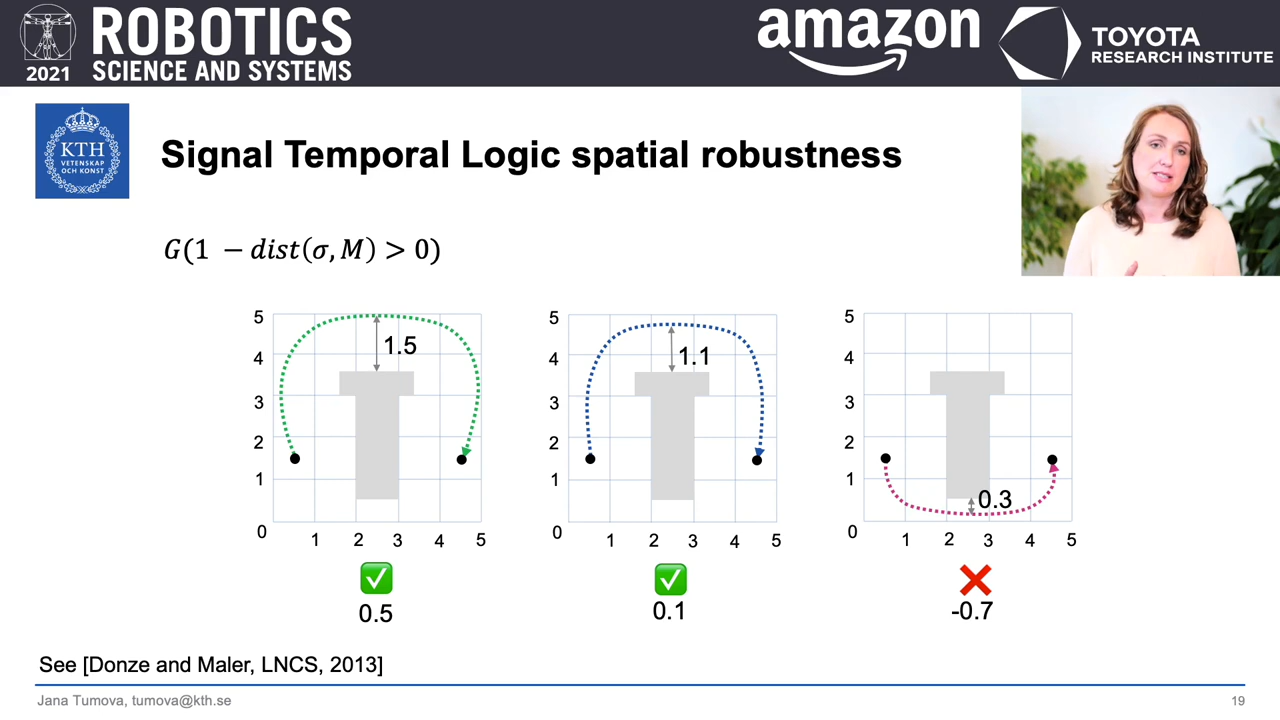 2021
ROBOTICS
SCIENCE AND SYSTEMS
amazon
TOYOTA
RESEARCH INSTITUTE
KTH
VETENSKAP
OCH KONST
Signal Temporal Logic spatial robustness
G(1 − dist(σ, M) > 0)
5
4
3
2
1
0
1 2 3 4 5
1.5
✅
0.5
5
4
3
2
1
0
1 2 3 4 5
1.1
✅
0.1
5
4
3
2
1
0
1 2 3 4 5
0.3
❌
-0.7
See [Donze and Maler, LNCS, 2013]
Jana Tumova, tumova@kth.se
19